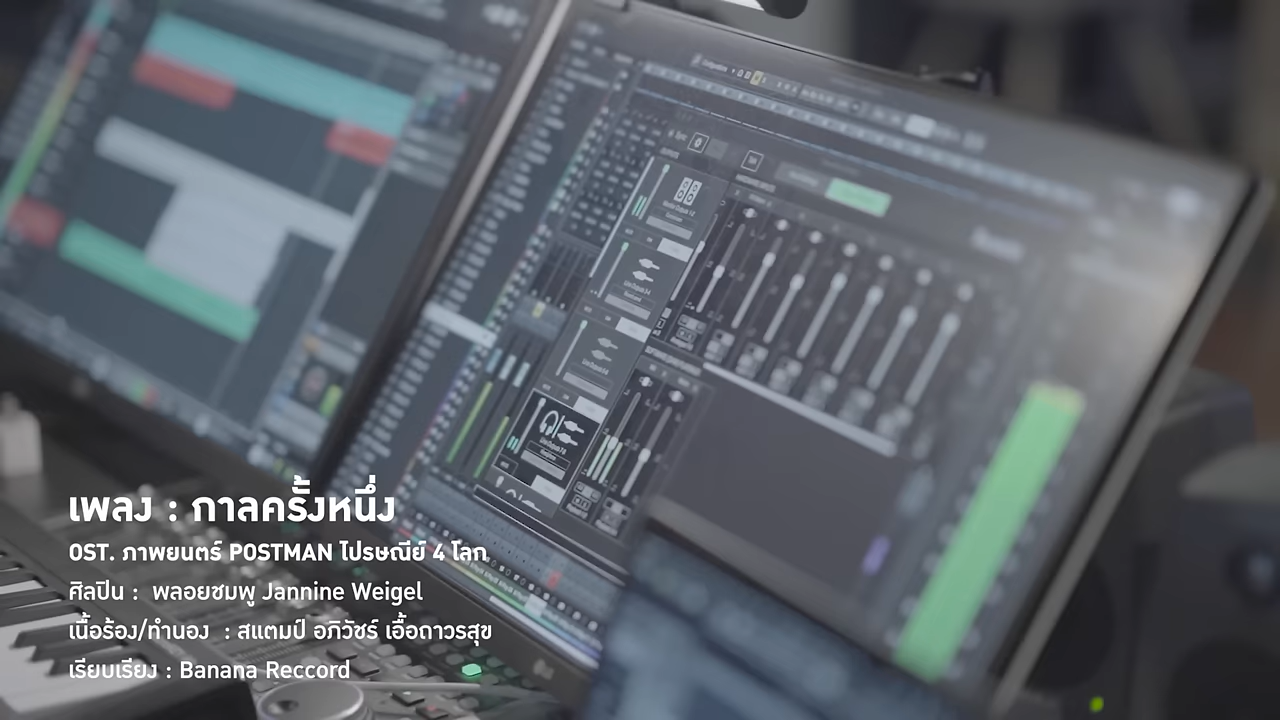 เพลง : กาลครั้งหนึ่ง
OST. ภาพยนตร์ POSTMAN ไปรษณีย์ 4 โลก
ศิลปิน : พลอยชมพู Jannine Weigel
เนื้อร้อง/ทำนอง : สแตมป์ อภิวัชร์ เอื้อถาวรสุข
เรียบเรียง : Banana Reccord